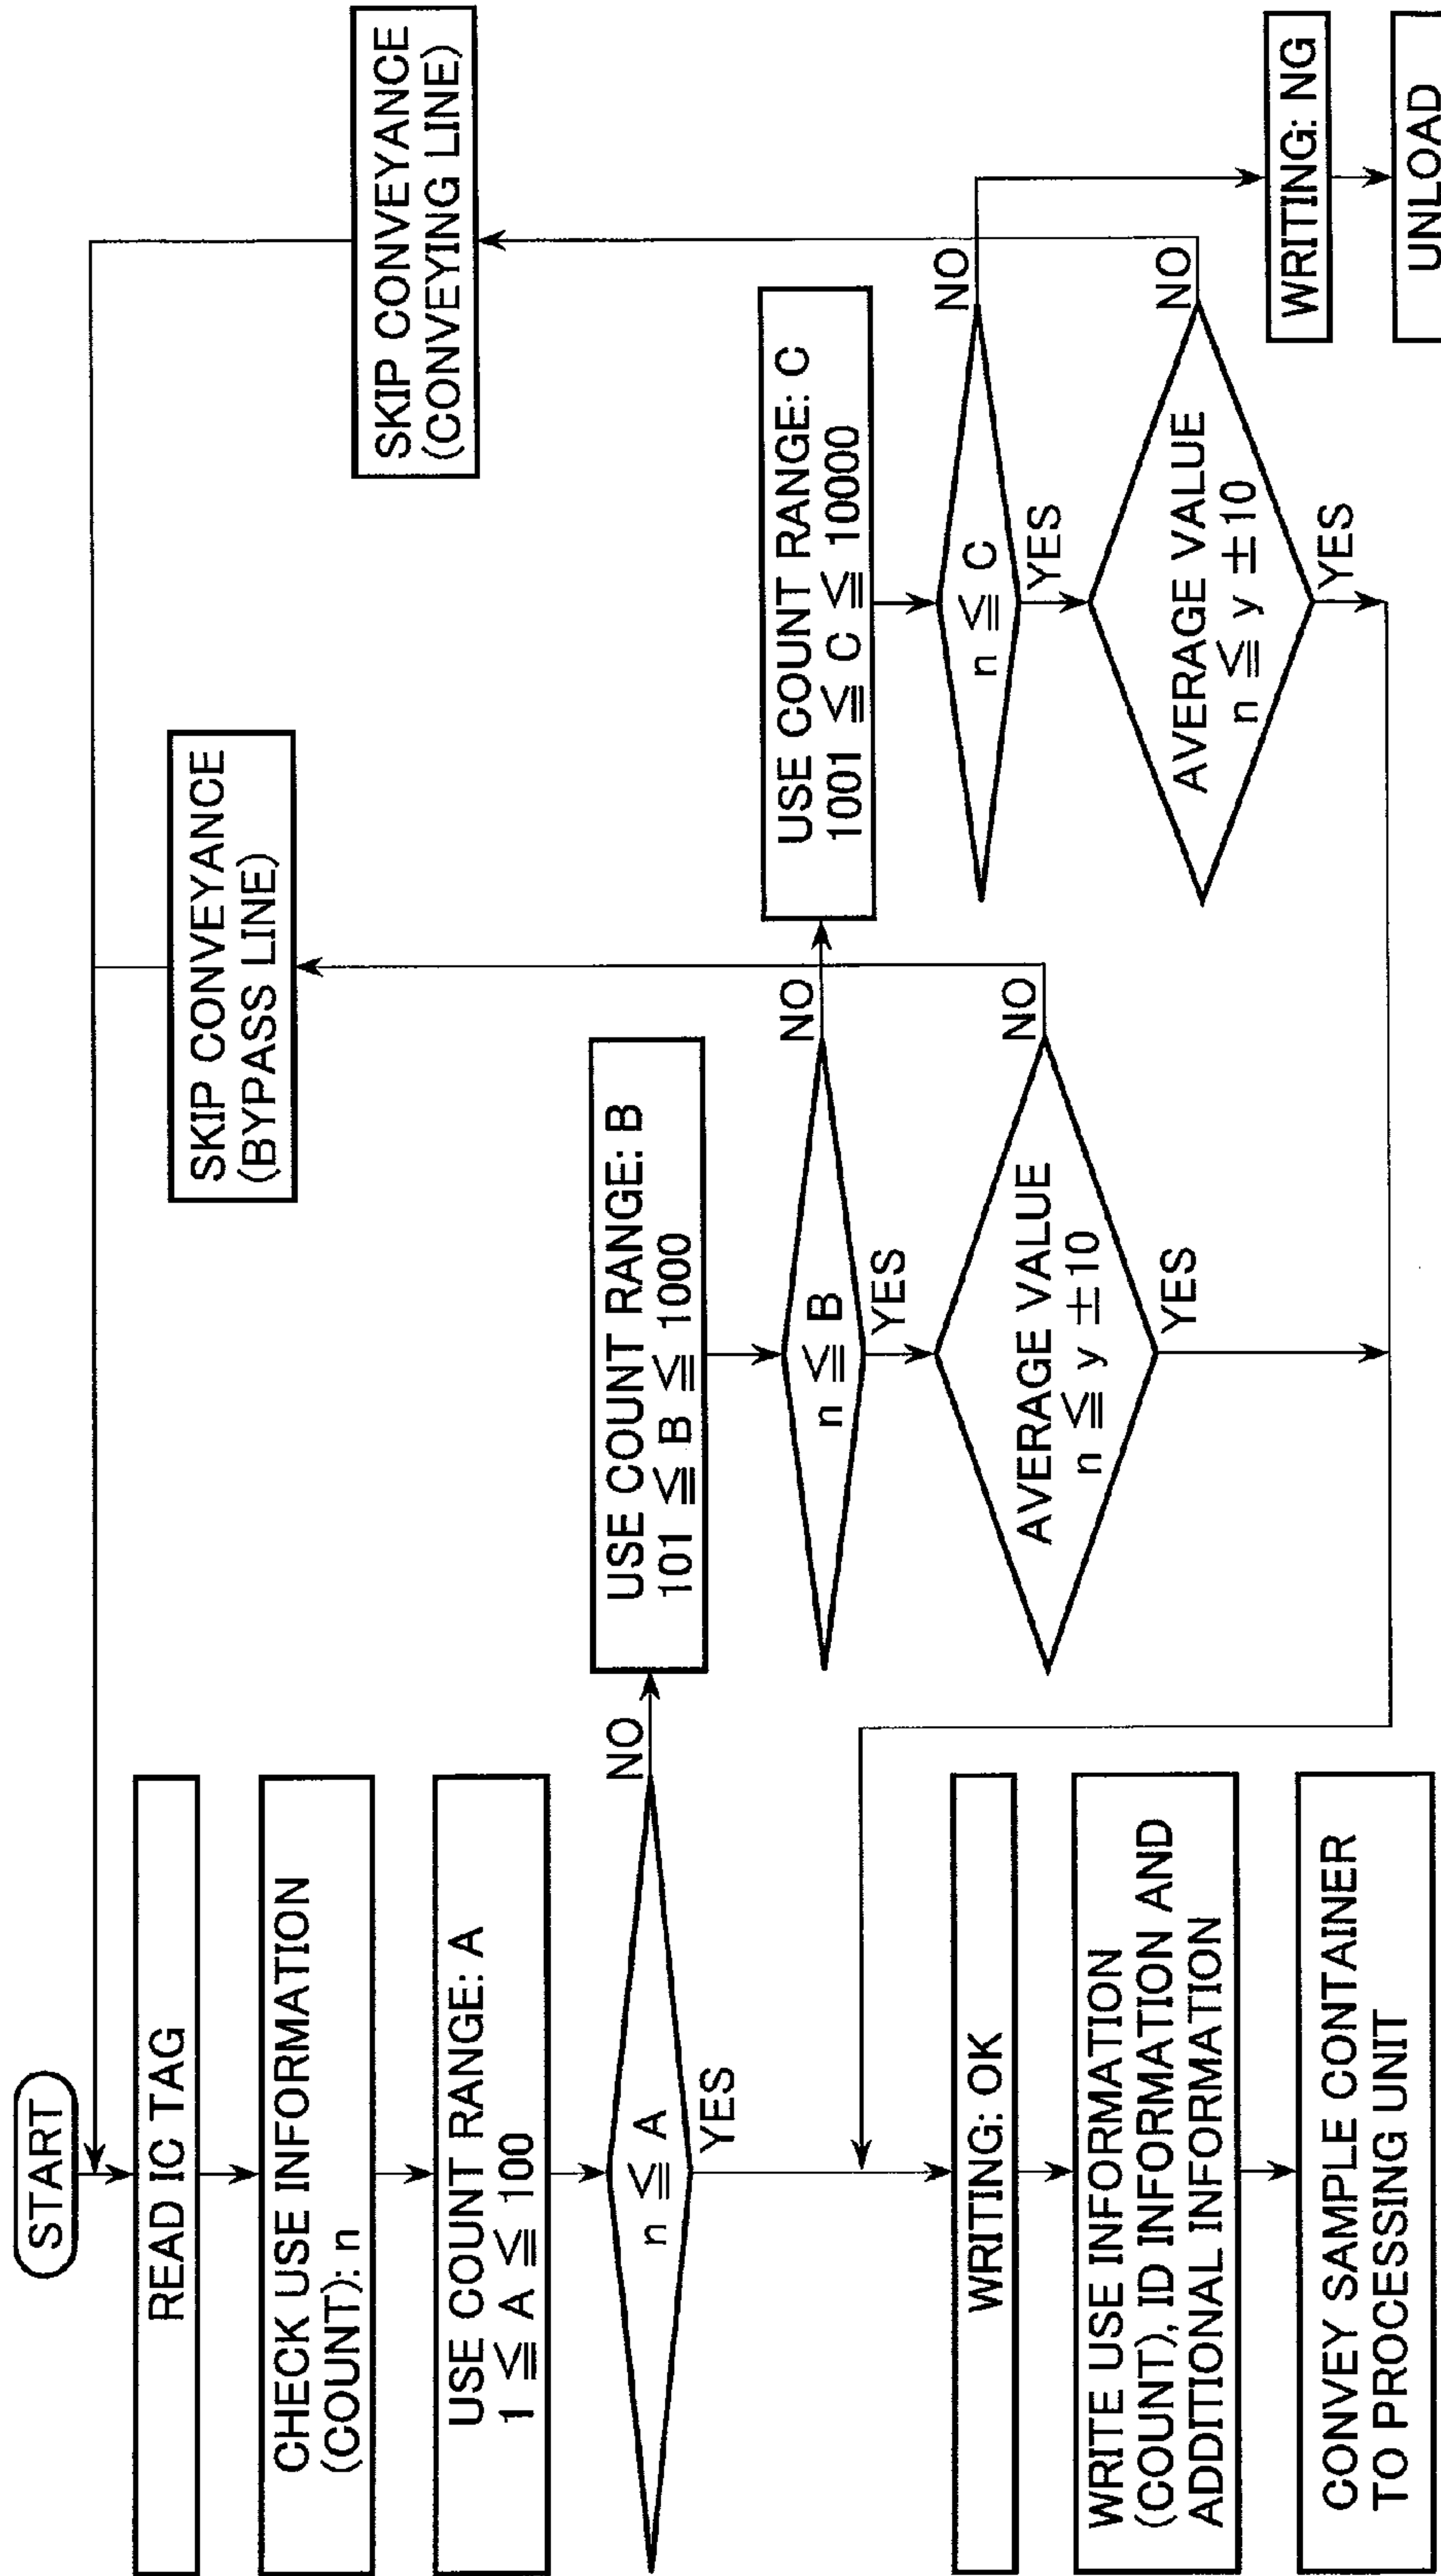 START
READ IC TAG
CHECK USE INFORMATION
(COUNT): n
USE COUNT RANGE: A
1 ≦ A ≦ 100
n ≦ A
NO
YES
WRITING: OK
WRITE USE INFORMATION
(COUNT), ID INFORMATION AND
ADDITIONAL INFORMATION
CONVEY SAMPLE CONTAINER
TO PROCESSING UNIT
SKIP CONVEYANCE
(BYPASS LINE)
USE COUNT RANGE: B
101 ≦ B ≦ 1000
n ≦ B
NO
YES
AVERAGE VALUE
n ≦ y ±10
NO
YES
SKIP CONVEYANCE
(CONVEYING LINE)
USE COUNT RANGE: C
1001 ≦ C ≦ 10000
n ≦ C
NO
YES
AVERAGE VALUE
n ≦ y ±10
NO
YES
WRITING: NG
UNLOAD